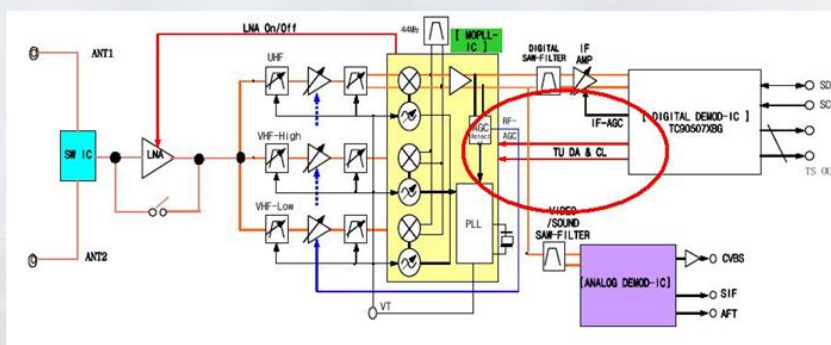 LNA On/Off
44MHz
[ MOPLL-
IC ]
ANT1
UHF
DIGITAL
SAW-FILTER
IF
AMP
[ DIGITAL DEMOD-IC ]
TC90507XBG
SW IC
LNA
VHF-High
AGC
RF-
AGC
IF-AGC
TU DA & CL
TS OU
VHF-Low
PLL
VIDEO
/SOUND
SAW-FILTER
ANT2
VT
[ANALOG DEMOD-IC]
CVBS
SIF
AFT